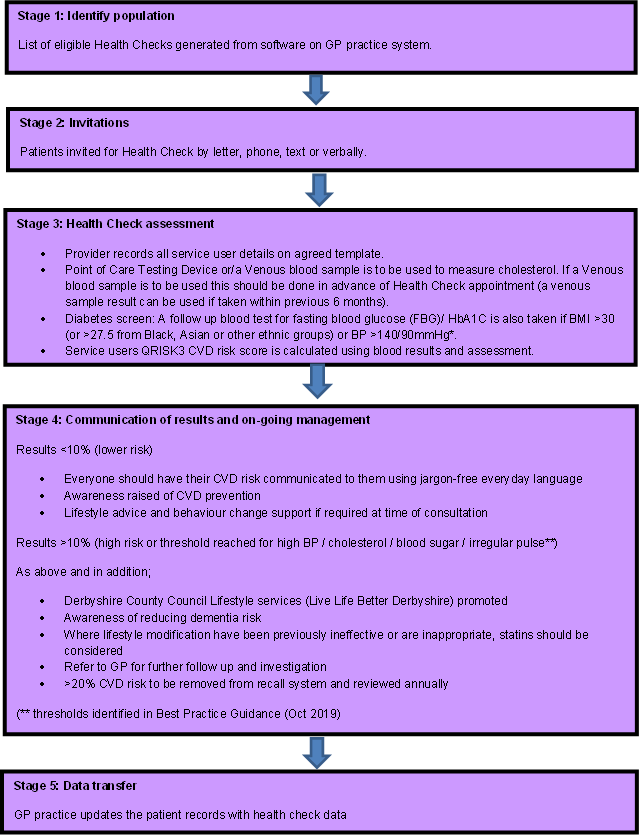 Stage 1: Identify population
List of eligible Health Checks generated from software on GP practice system.
Stage 2: Invitations
Patients invited for Health Check by letter, phone, text or verbally.
Stage 3: Health Check assessment
• Provider records all service user details on agreed template.
• Point of Care Testing Device or/a Venous blood sample is to be used to measure cholesterol. If a Venous
blood sample is to be used this should be done in advance of Health Check appointment (a venous
sample result can be used if taken within previous 6 months).
• Diabetes screen: A follow up blood test for fasting blood glucose (FBG)/ HbA1C is also taken if BMI >30
(or >27.5 from Black, Asian or other ethnic groups) or BP >140/90mmHg*.
• Service users QRISK3 CVD risk score is calculated using blood results and assessment.
Stage 4: Communication of results and on-going management
Results <10% (lower risk)
• Everyone should have their CVD risk communicated to them using jargon-free everyday language
• Awareness raised of CVD prevention
• Lifestyle advice and behaviour change support if required at time of consultation
Results >10% (high risk or threshold reached for high BP / cholesterol / blood sugar / irregular pulse**)
As above and in addition;
• Derbyshire County Council Lifestyle services (Live Life Better Derbyshire) promoted
• Awareness of reducing dementia risk
• Where lifestyle modification have been previously ineffective or are inappropriate, statins should be
considered
• Refer to GP for further follow up and investigation
• >20% CVD risk to be removed from recall system and reviewed annually
(** thresholds identified in Best Practice Guidance (Oct 2019)
Stage 5: Data transfer
GP practice updates the patient records with health check data